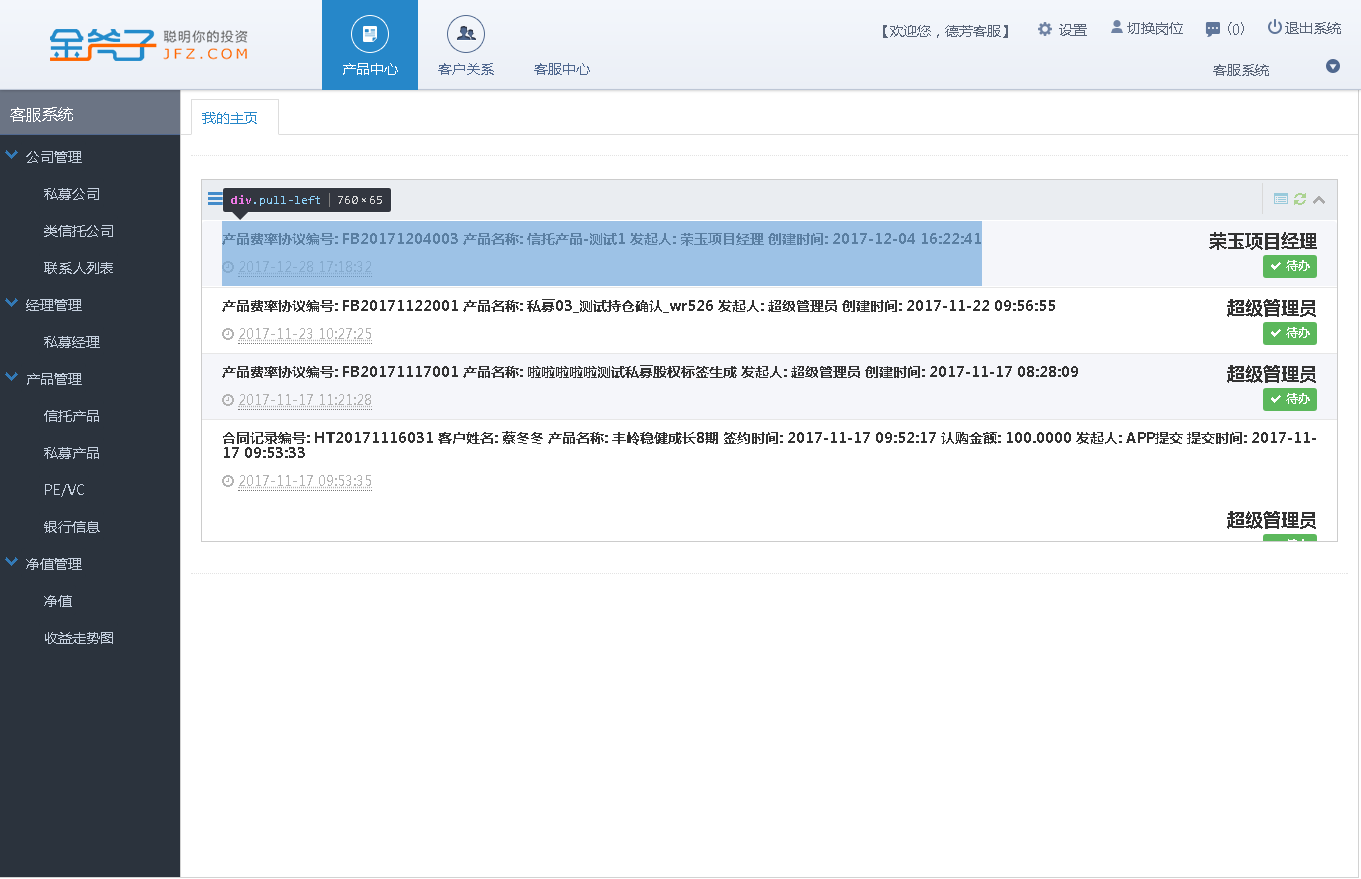 金斧子 聪明你的投资
JFZ.COM
产品中心
客户关系
客服中心
【欢迎您，德芳客服】
设置
切换岗位
(0)
退出系统
客服系统
客服系统
公司管理
私募公司
类信托公司
联系人列表
经理管理
私募经理
产品管理
信托产品
私募产品
PE/VC
银行信息
净值管理
净值
收益走势图
我的主页
div.pull-left | 760×65
产品费率协议编号: FB20171204003 产品名称: 信托产品-测试1 发起人: 荣玉项目经理 创建时间: 2017-12-04 16:22:41
2017-12-28 17:18:32
荣玉项目经理
待办
产品费率协议编号: FB20171122001 产品名称: 私募03_测试持仓确认_wr526 发起人: 超级管理员 创建时间: 2017-11-22 09:56:55
2017-11-23 10:27:25
超级管理员
待办
产品费率协议编号: FB20171117001 产品名称: 啦啦啦啦啦测试私募股权标签生成 发起人: 超级管理员 创建时间: 2017-11-17 08:28:09
2017-11-17 11:21:28
超级管理员
待办
合同记录编号: HT20171116031 客户姓名: 蔡冬冬 产品名称: 丰岭稳健成长8期 签约时间: 2017-11-17 09:52:17 认购金额: 100.0000 发起人: APP提交 提交时间: 2017-11-
17 09:53:33
2017-11-17 09:53:35
超级管理员